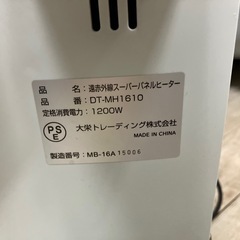 品　　名：遠赤外線スーパーパネルヒーター
品　　番：DT-MH1610
定格消費電力：1200W
PSE
大栄トレーディング株式会社
MADE IN CHINA
製造番号：MB-16A 15006